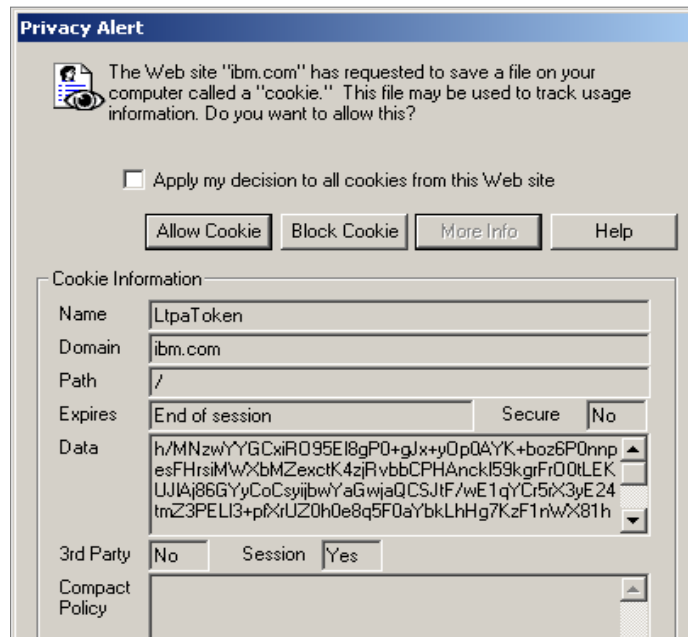 Privacy Alert
The Web site "ibm.com" has requested to save a file on your
computer called a "cookie." This file may be used to track usage
information. Do you want to allow this?
Apply my decision to all cookies from this Web site
Allow Cookie Block Cookie More Info Help
Cookie Information
Name LtpaToken
Domain ibm.com
Path /
Expires End of session Secure No
Data
3rd Party No Session Yes
Compact
Policy